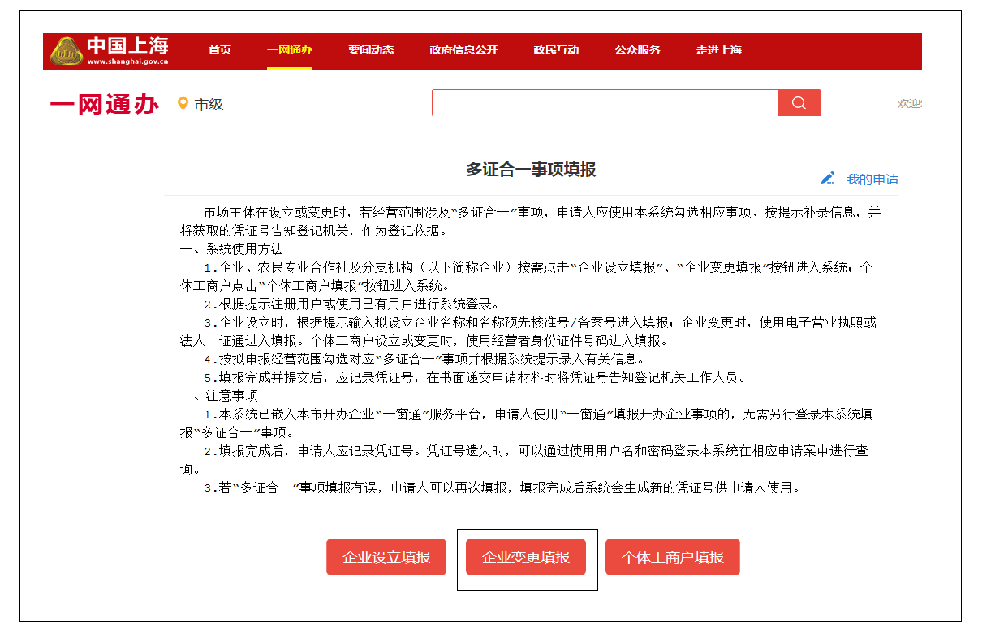 中国上海
www.shanghai.gov.cn
首页 一网通办 要闻动态 政府信息公开 政民互动 公众服务 走进上海
一网通办 市级
欢迎
多证合一事项填报
我的申请
市场主体在设立或变更时，若经营范围涉及“多证合一”事项，申请人应使用本系统勾选相应事项，按提示补录信息，并
将获取的凭证号告知登记机关，作为登记依据。
一、系统使用方法
1.企业、农民专业合作社及分支机构（以下简称企业）按需点击“企业设立填报”、“企业变更填报”按钮进入系统；个
体工商户点击“个体工商户填报”按钮进入系统。
2.根据提示注册用户或使用已有用户进行系统登录。
3.企业设立时，根据提示输入拟设立企业名称和名称预先核准号/备案号进入填报；企业变更时，使用电子营业执照或
法人一证通进入填报。个体工商户设立或变更时，使用经营者身份证件号码进入填报。
4.按拟申报经营范围勾选对应“多证合一”事项并根据系统提示录入有关信息。
5.填报完成并提交后，应记录凭证号，在书面递交申请材料时将凭证号告知登记机关工作人员。
、注意事项
1.本系统已嵌入本市开办企业“一窗通”服务平台，申请人使用“一窗通”填报开办企业事项的，无需另行登录本系统填
报“多证合一”事项。
2.填报完成后，申请人应记录凭证号。凭证号遗失的，可以通过使用用户名和密码登录本系统在相应申请案中进行查
询。
3.若“多证合一”事项填报有误，申请人可以再次填报，填报完成后系统会生成新的凭证号供申请人使用。
企业设立填报 企业变更填报 个体工商户填报